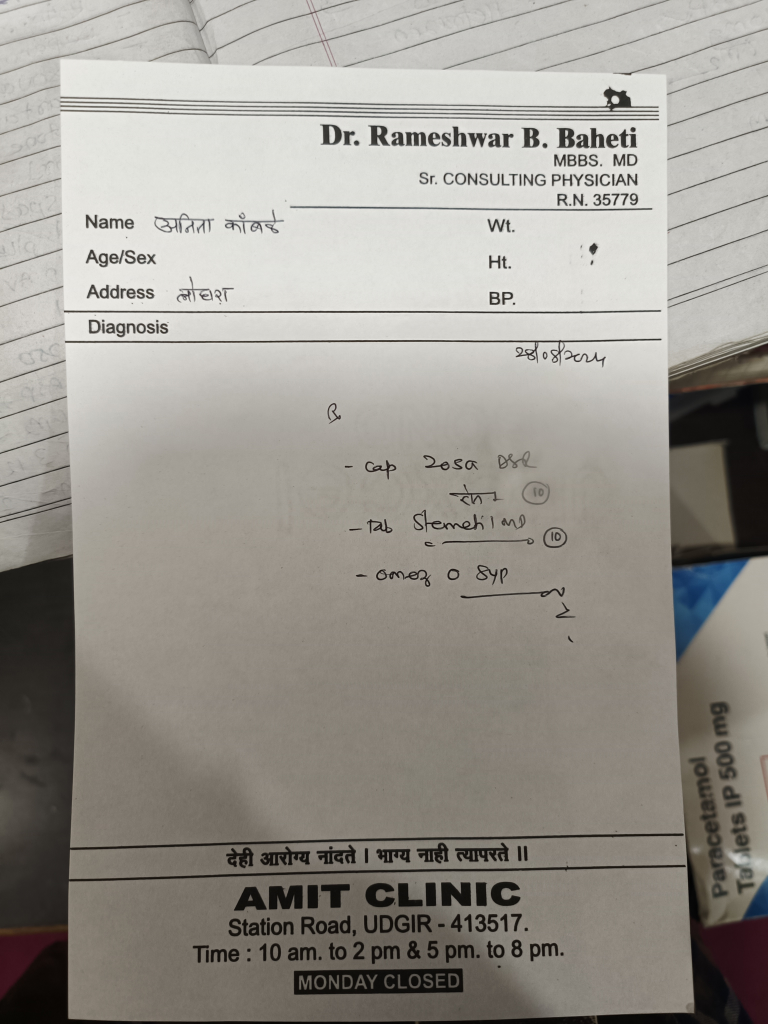 Dr. Rameshwar B. Baheti
MBBS. MD
Sr. CONSULTING PHYSICIAN
R.N. 35779
Name अनिता कांबळे Wt.
Age/Sex Ht.
Address लोहारा BP.
Diagnosis
28/08/2024
Rx
- Cap Zosa DSR
10
- Tab Stemetil MD
10
- Omez O Syp
देही आरोग्य नांदते । भाग्य नाही त्यापरते ॥
AMIT CLINIC
Station Road, UDGIR - 413517.
Time : 10 am. to 2 pm & 5 pm. to 8 pm.
MONDAY CLOSED
Paracetamol
Tablets IP 500 mg